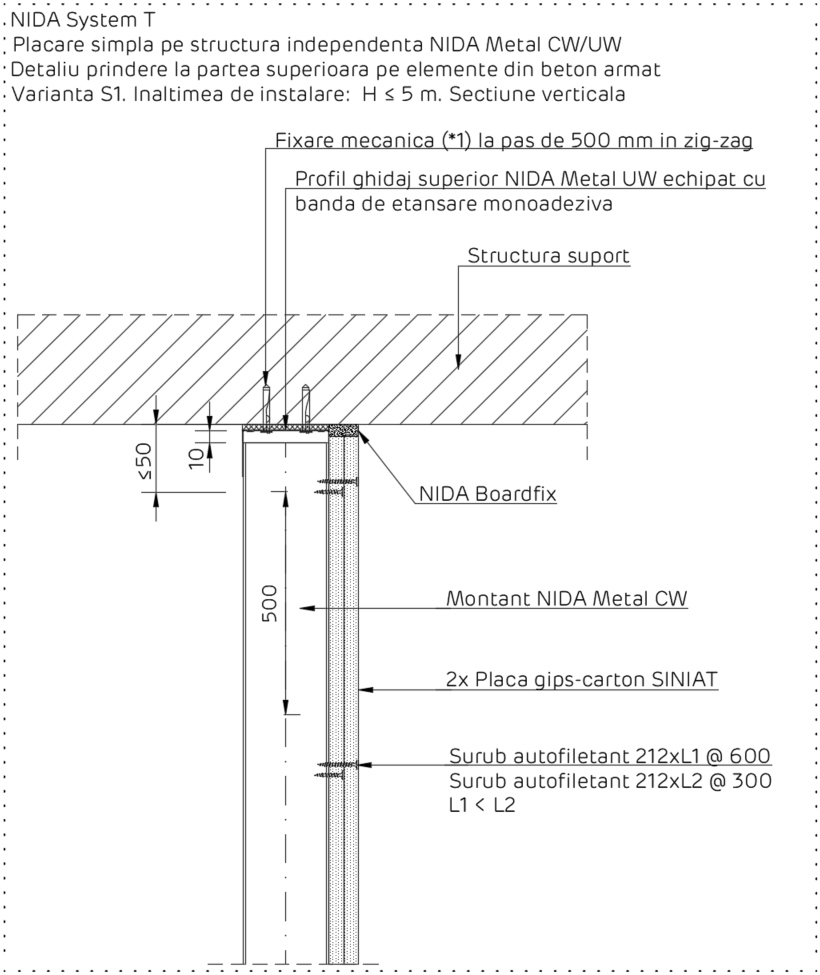 NIDA System T
Placare simpla pe structura independenta NIDA Metal CW/UW
Detaliu prindere la partea superioara pe elemente din beton armat
Varianta S1. Inaltimea de instalare: H ≤ 5 m. Sectiune verticala
Fixare mecanica (*1) la pas de 500 mm in zig-zag
Profil ghidaj superior NIDA Metal UW echipat cu
banda de etansare monoadeziva
Structura suport
≤50
10
NIDA Boardfix
500
Montant NIDA Metal CW
2x Placa gips-carton SINIAT
Surub autofiletant 212xL1 @ 600
Surub autofiletant 212xL2 @ 300
L1 < L2